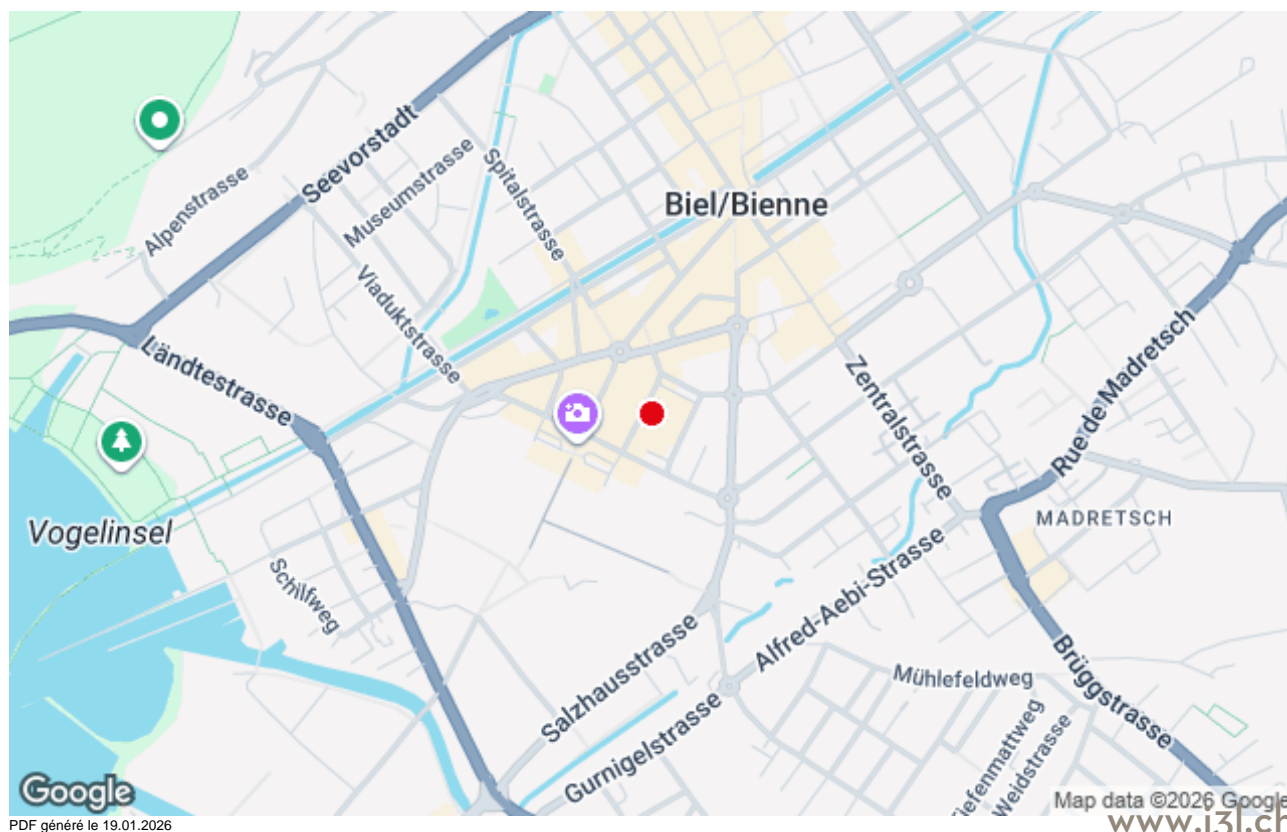 Seevorstadt
Museumstrasse
Spitalstrasse
Alpenstrasse
Biel/Bienne
Viaduktstrasse
Ländtestrasse
Zentralstrasse
Rue de Madretsch
Vogelinsel
MADRETSCH
Schilfweg
Alfred-Aebi-Strasse
Salzhausstrasse
Mühlefeldweg
Brüggstrasse
Gurnigelstrasse
Tiefenmattweg
Weidstrasse
Google
Map data ©2026 Google
PDF généré le 19.01.2026
www.i3l.ch